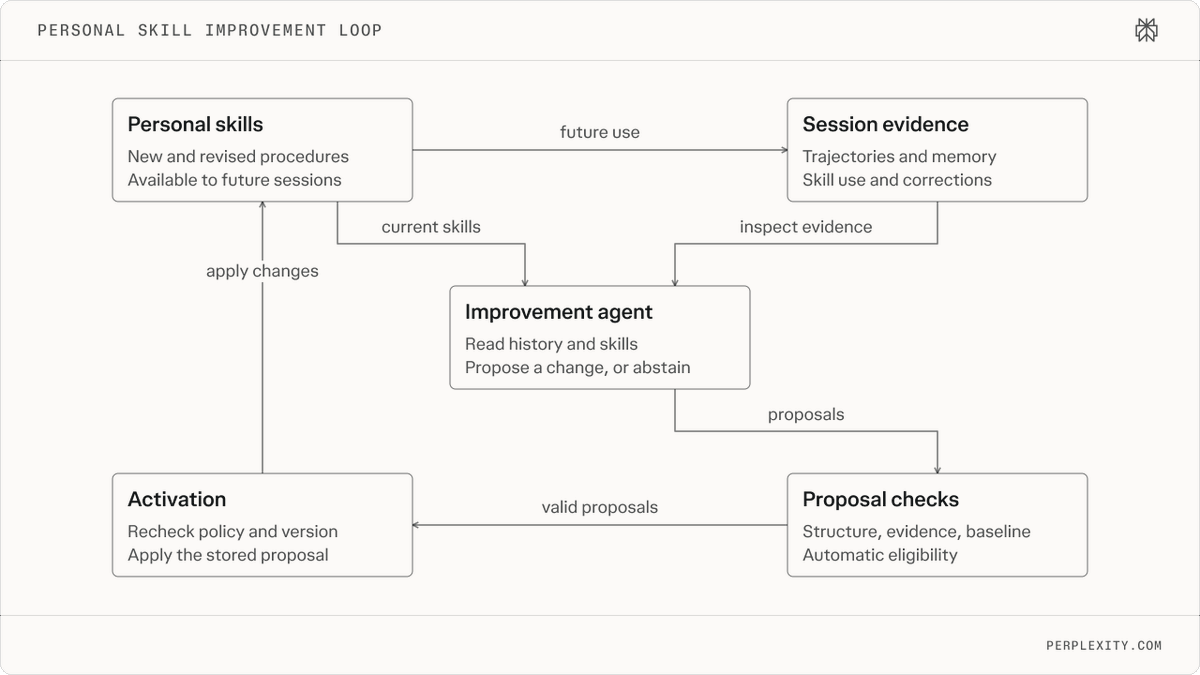 PERSONAL SKILL IMPROVEMENT LOOP
Personal skills
New and revised procedures
Available to future sessions
future use
Session evidence
Trajectories and memory
Skill use and corrections
current skills
inspect evidence
apply changes
Improvement agent
Read history and skills
Propose a change, or abstain
proposals
Activation
Recheck policy and version
Apply the stored proposal
valid proposals
Proposal checks
Structure, evidence, baseline
Automatic eligibility
PERPLEXITY.COM